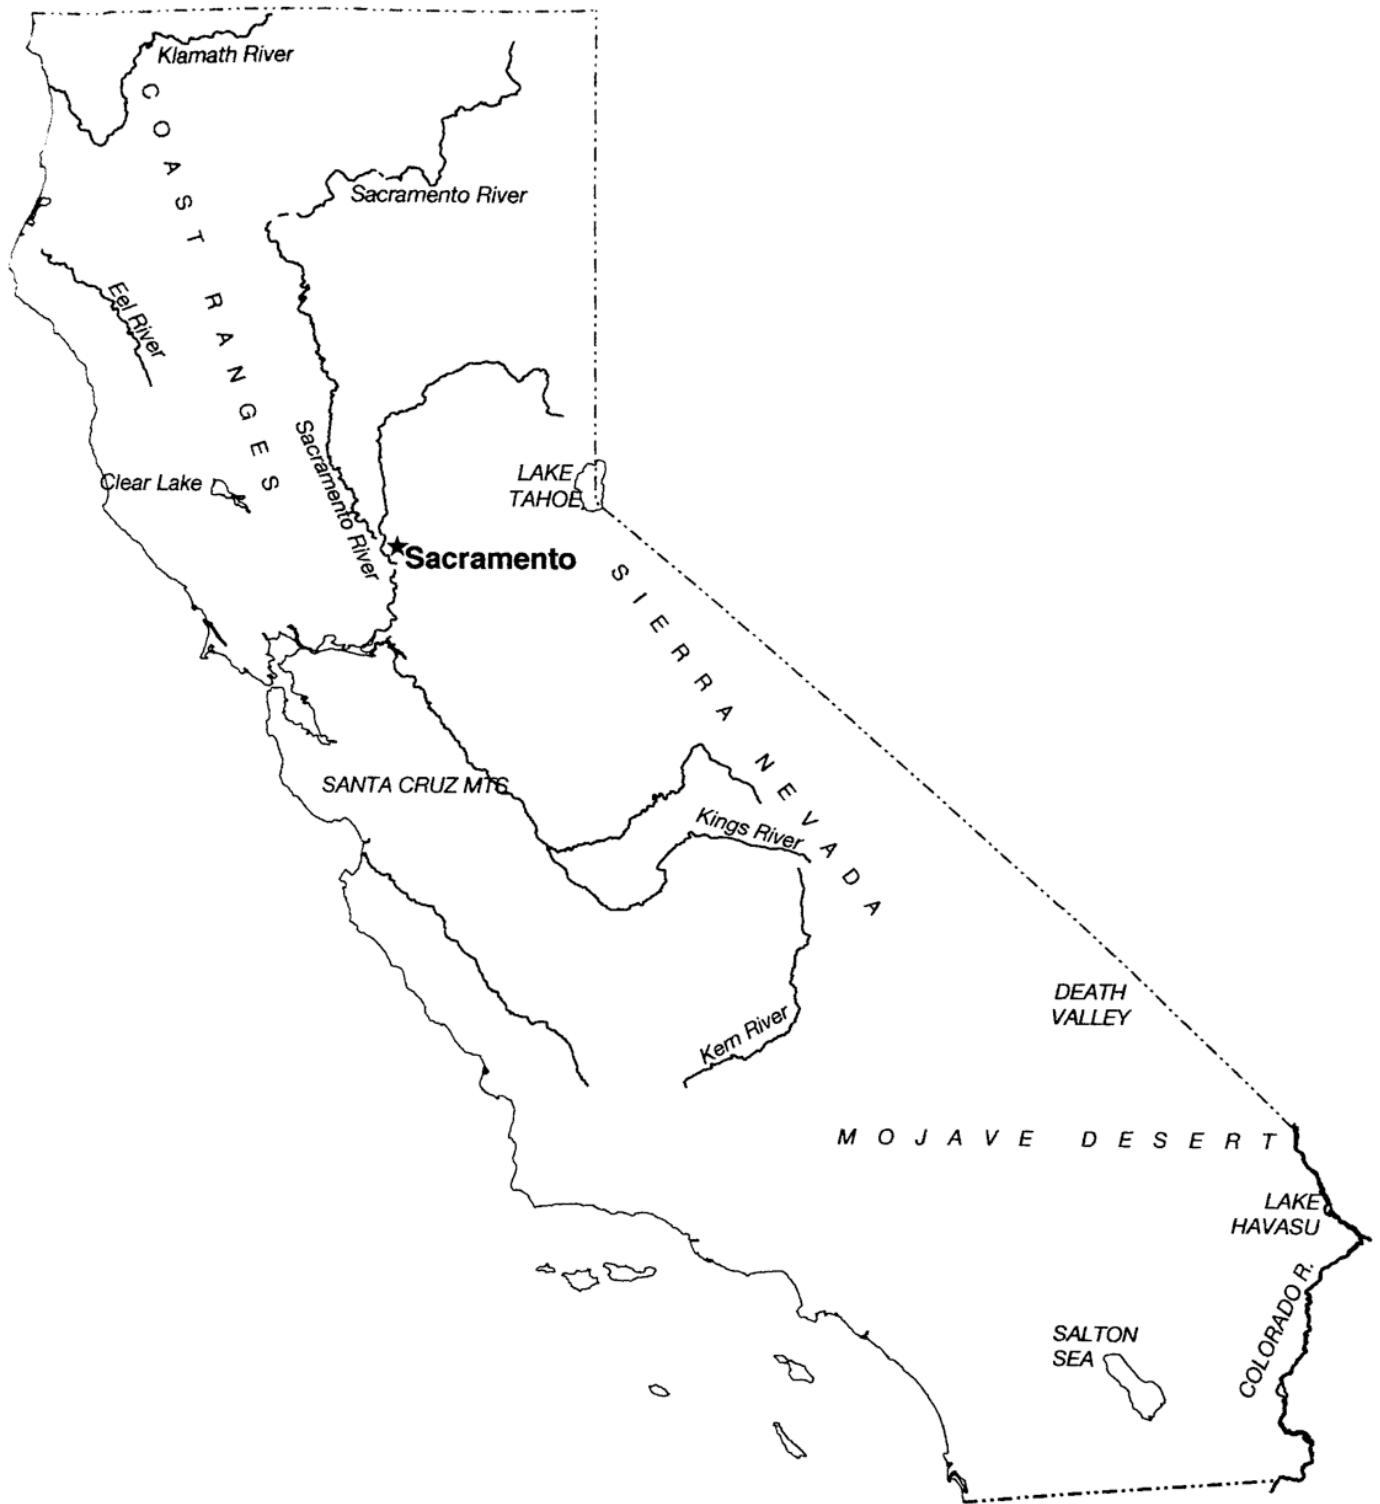 Klamath River
COAST RANGES
Sacramento River
Eel River
Sacramento River
Clear Lake
LAKE
TAHOE
Sacramento
SIERRA NEVADA
SANTA CRUZ MTS
Kings River
Kern River
DEATH
VALLEY
MOJAVE DESERT
LAKE
HAVASU
COLORADO R.
SALTON
SEA